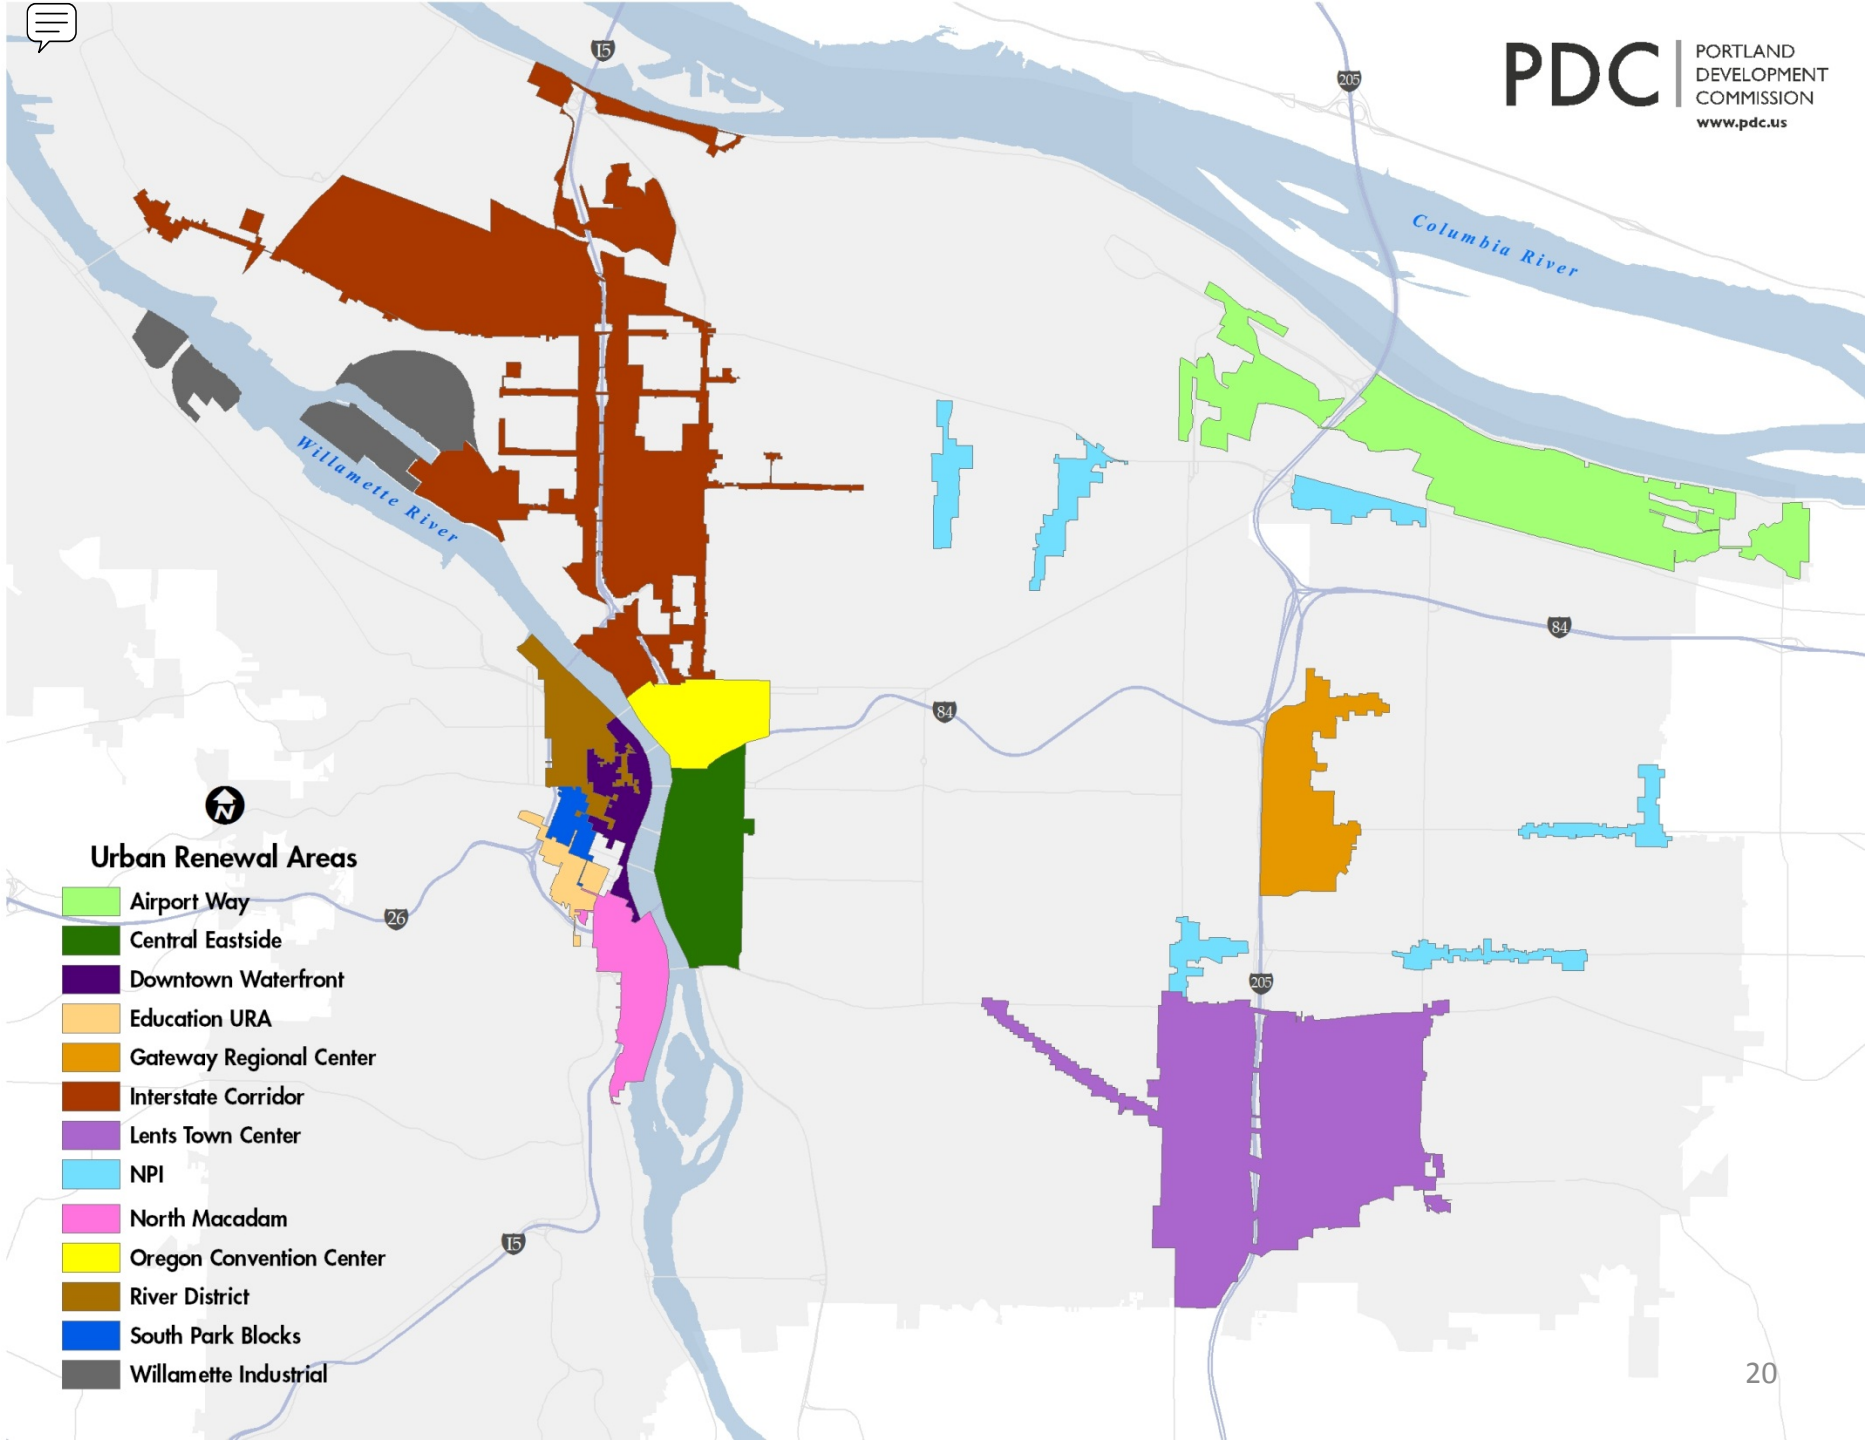 I5
205
PDC
PORTLAND
DEVELOPMENT
COMMISSION
www.pdc.us
Columbia River
Willamette River
84
84
N
26
205
I5
Urban Renewal Areas
Airport Way
Central Eastside
Downtown Waterfront
Education URA
Gateway Regional Center
Interstate Corridor
Lents Town Center
NPI
North Macadam
Oregon Convention Center
River District
South Park Blocks
Willamette Industrial
20